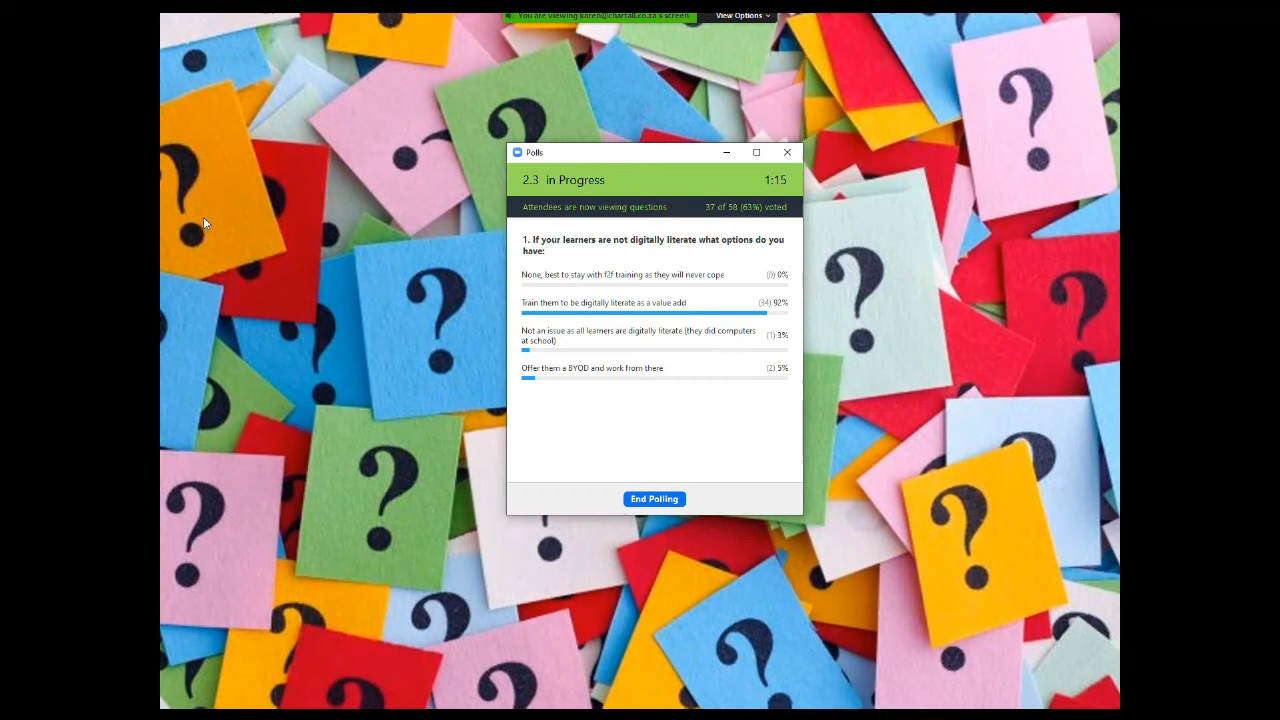 You are viewing karen@chartall.co.za's screen
View Options
Polls
2.3 in Progress 1:15
Attendees are now viewing questions 37 of 58 (63%) voted
1. If your learners are not digitally literate what options do you
have:
None, best to stay with f2f training as they will never cope (0) 0%
Train them to be digitally literate as a value add (34) 92%
Not an issue as all learners are digitally literate (they did computers
at school) (1) 3%
Offer them a BYOD and work from there (2) 5%
End Polling
? ? ? ? ? ? ? ? ? ? ? ? ? ? ? ? ? ?